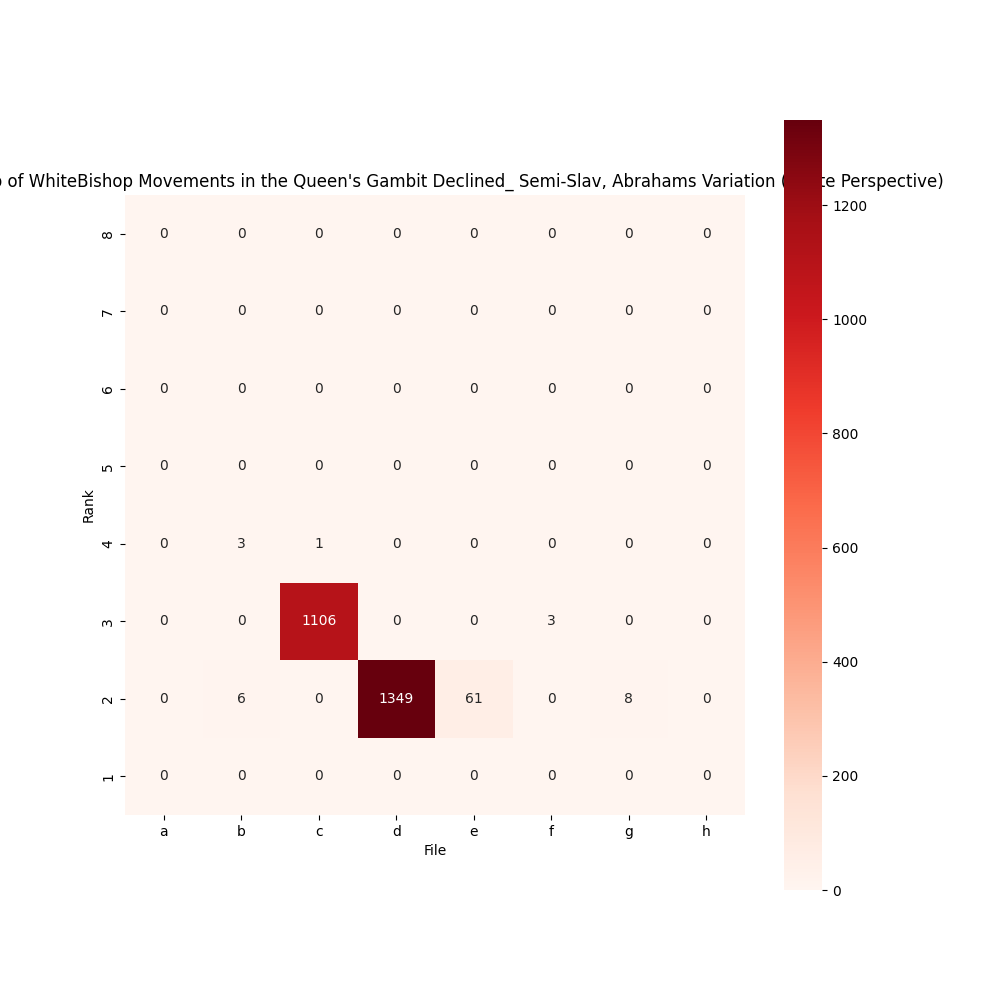 of WhiteBishop Movements in the Queen's Gambit Declined_ Semi-Slav, Abrahams Variation ( Perspective)
8 0 0 0 0 0 0 0 0
7 0 0 0 0 0 0 0 0
6 0 0 0 0 0 0 0 0
5 0 0 0 0 0 0 0 0
4 0 3 1 0 0 0 0 0
3 0 0 1106 0 0 3 0 0
2 0 6 0 1349 61 0 8 0
1 0 0 0 0 0 0 0 0
a b c d e f g h
File
Rank
1200
1000
800
600
400
200
0